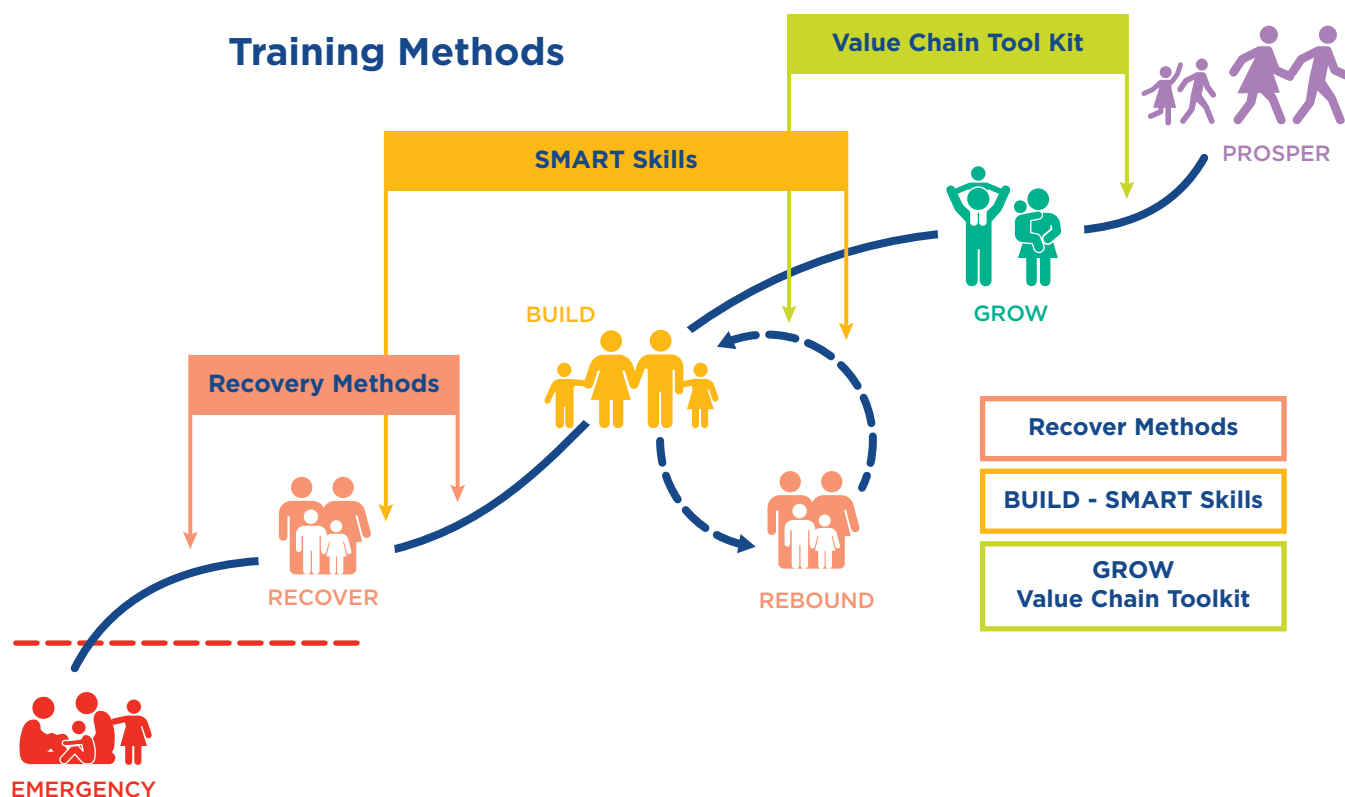 Training Methods
Value Chain Tool Kit
PROSPER
SMART Skills
GROW
BUILD
Recovery Methods
Recover Methods
BUILD - SMART Skills
GROW
Value Chain Toolkit
RECOVER
REBOUND
EMERGENCY